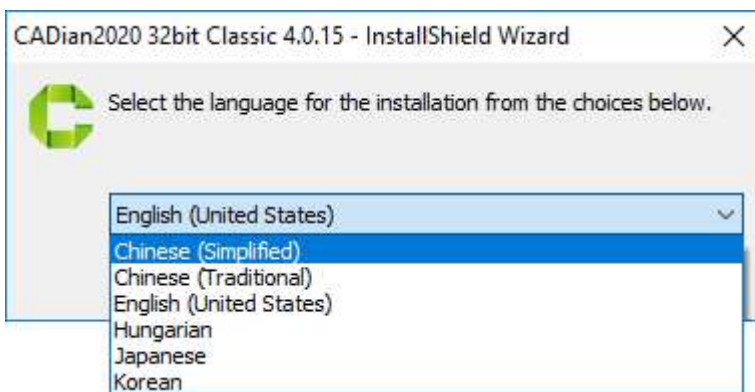 CADian2020 32bit Classic 4.0.15 - InstallShield Wizard
Select the language for the installation from the choices below.
English (United States)
Chinese (Simplified)
Chinese (Traditional)
English (United States)
Hungarian
Japanese
Korean